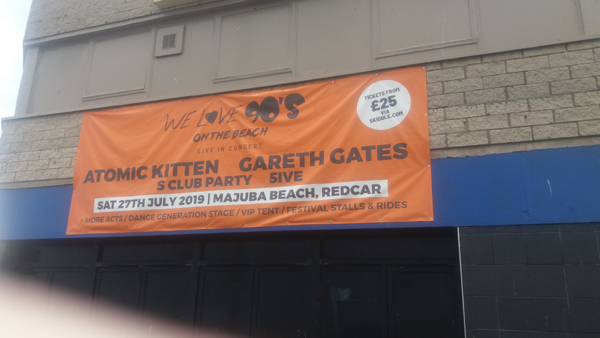 WE LOVE 90'S
ON THE BEACH
LIVE IN CONCERT
TICKETS FROM
£25
VIA
SKIDDLE.COM
ATOMIC KITTEN GARETH GATES
S CLUB PARTY 5IVE
SAT 27TH JULY 2019 | MAJUBA BEACH, REDCAR
MORE ACTS / DANCE GENERATION STAGE / VIP TENT / FESTIVAL STALLS & RIDES